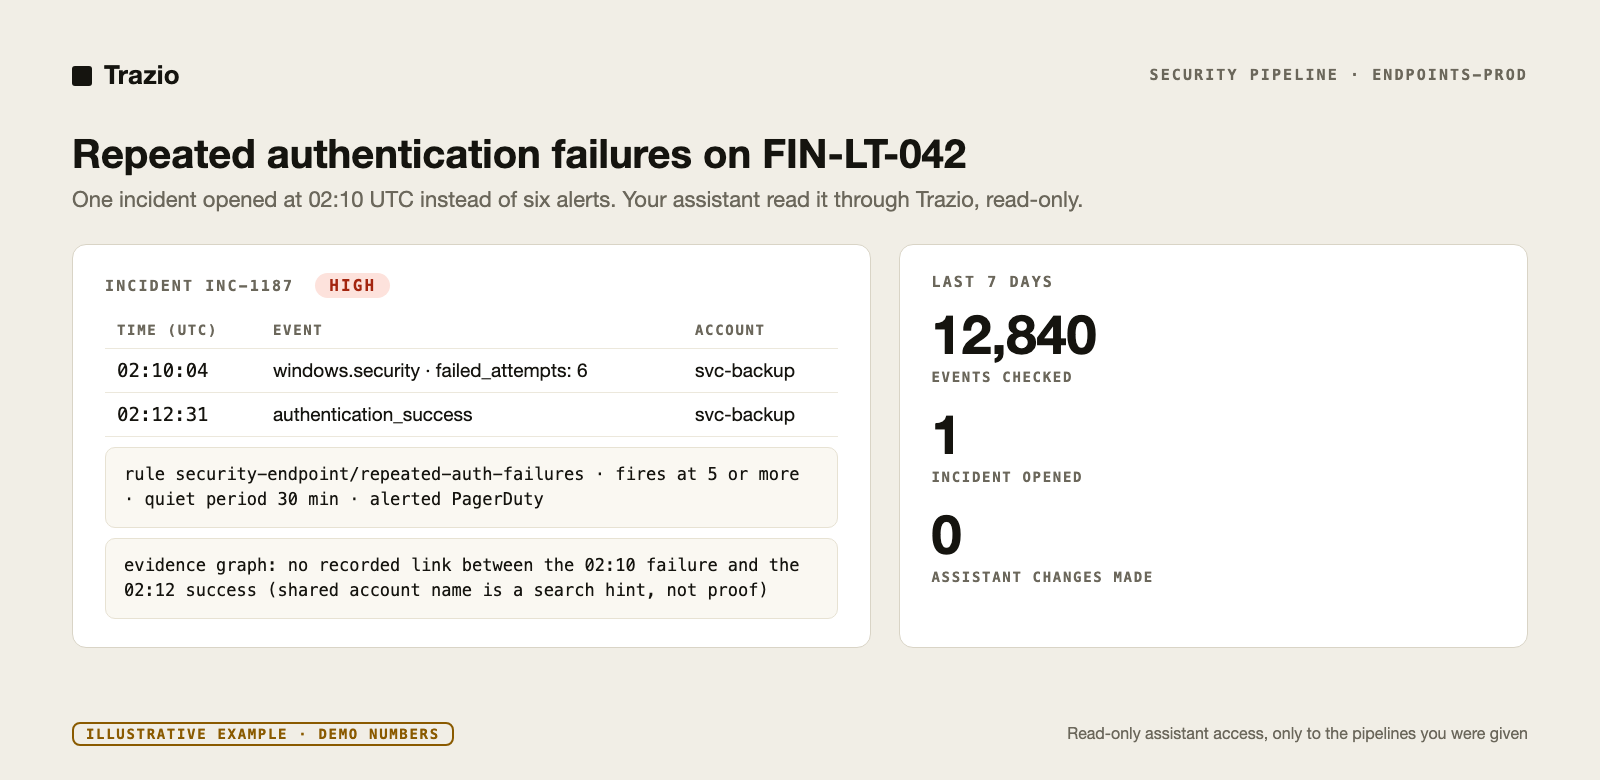 Trazio
SECURITY PIPELINE · ENDPOINTS-PROD
Repeated authentication failures on FIN-LT-042
One incident opened at 02:10 UTC instead of six alerts. Your assistant read it through Trazio, read-only.
INCIDENT INC-1187 HIGH
TIME (UTC) EVENT ACCOUNT
02:10:04 windows.security · failed_attempts: 6 svc-backup
02:12:31 authentication_success svc-backup
rule security-endpoint/repeated-auth-failures · fires at 5 or more
· quiet period 30 min · alerted PagerDuty
evidence graph: no recorded link between the 02:10 failure and the
02:12 success (shared account name is a search hint, not proof)
LAST 7 DAYS
12,840
EVENTS CHECKED
1
INCIDENT OPENED
0
ASSISTANT CHANGES MADE
ILLUSTRATIVE EXAMPLE · DEMO NUMBERS
Read-only assistant access, only to the pipelines you were given